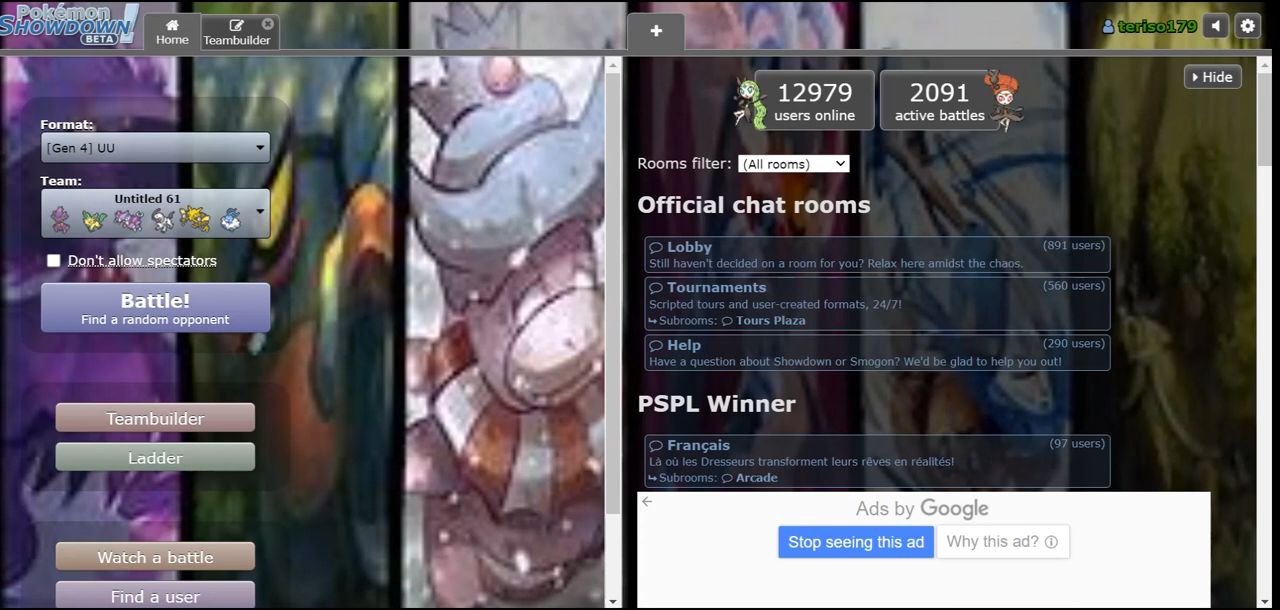 Pokémon
SHOWDOWN!
BETA
Home
Teambuilder
+
teriso179
Format:
[Gen 4] UU
Team:
Untitled 61
Don't allow spectators
Battle!
Find a random opponent
Teambuilder
Ladder
Watch a battle
Find a user
Hide
12979
users online
2091
active battles
Rooms filter: (All rooms)
Official chat rooms
Lobby (891 users)
Still haven't decided on a room for you? Relax here amidst the chaos.
Tournaments (560 users)
Scripted tours and user-created formats, 24/7!
Subrooms: Tours Plaza
Help (290 users)
Have a question about Showdown or Smogon? We'd be glad to help you out!
PSPL Winner
Français (97 users)
Là où les Dresseurs transforment leurs rêves en réalités!
Subrooms: Arcade
Ads by Google
Stop seeing this ad
Why this ad?